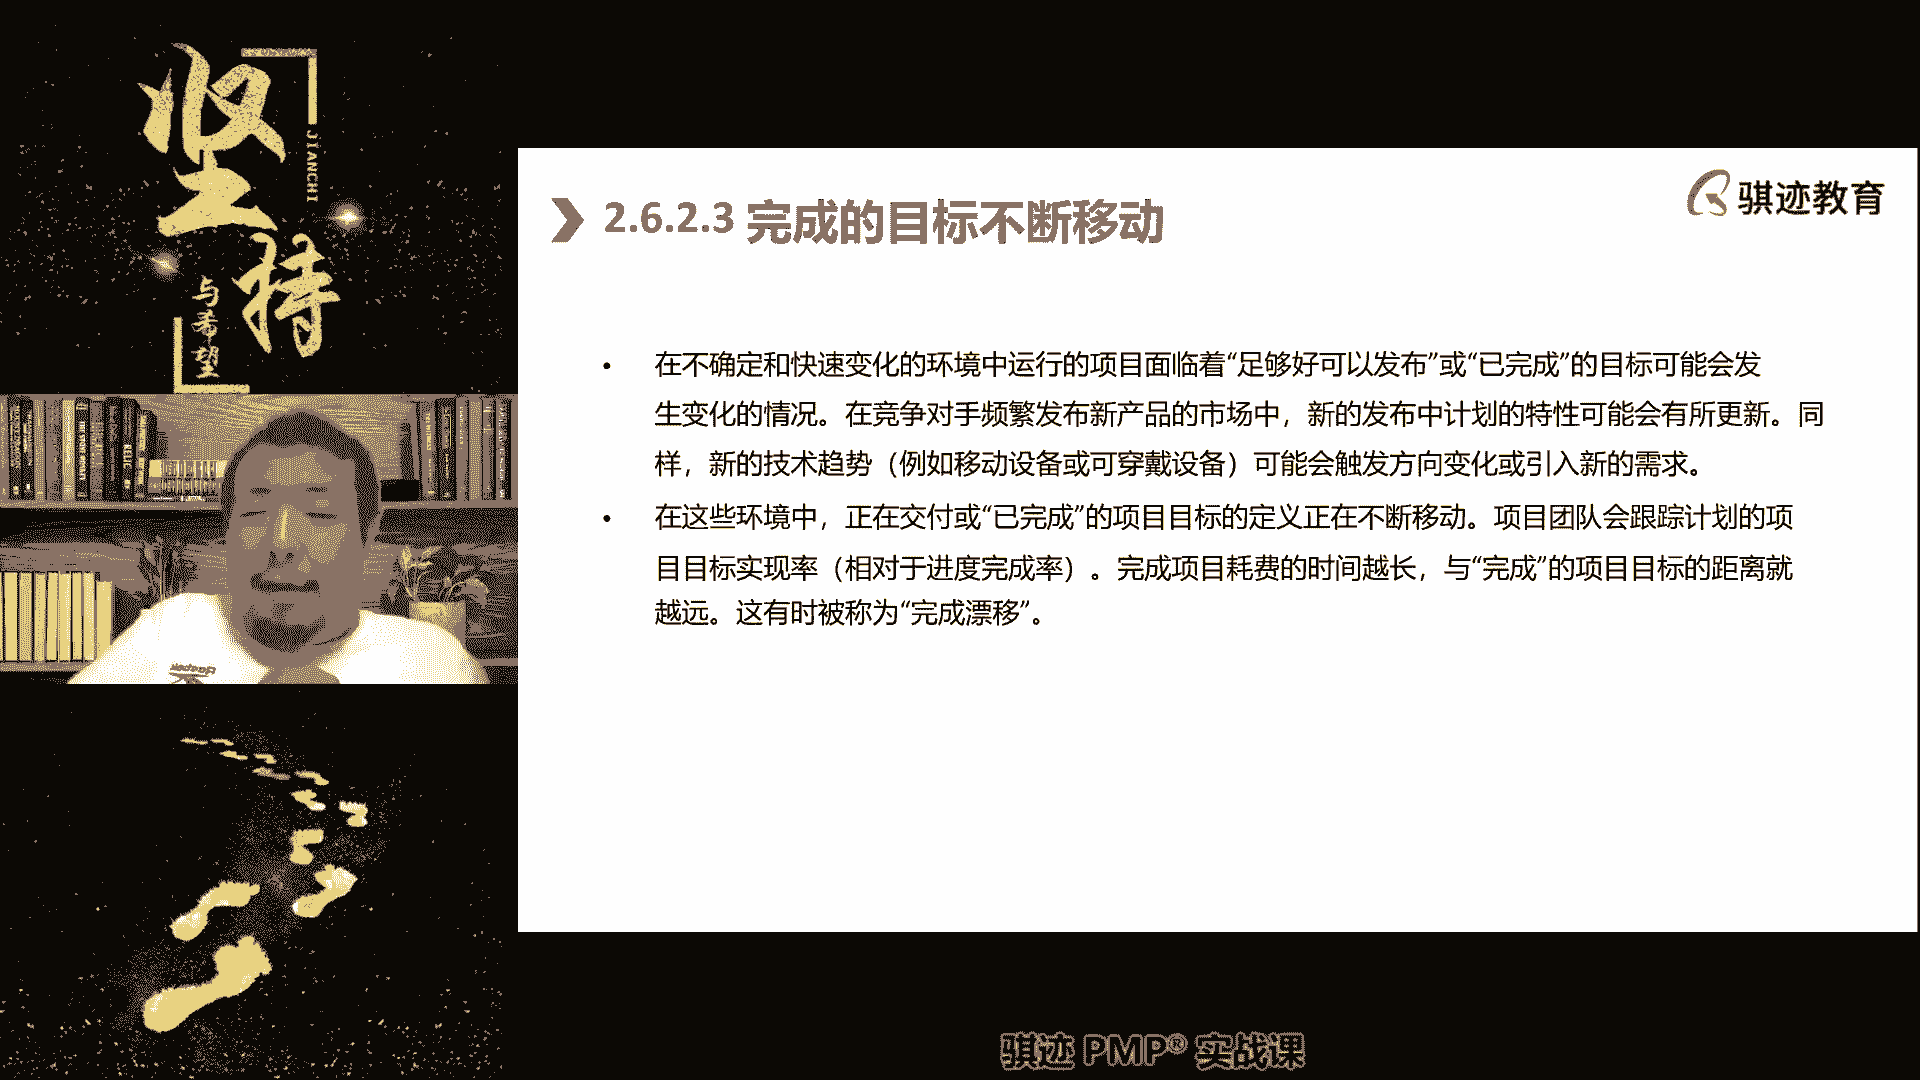 坚持
JIANCHI
与希望
骐迹教育
2.6.2.3 完成的目标不断移动
• 在不确定和快速变化的环境中运行的项目面临着“足够好可以发布”或“已完成”的目标可能会发
生变化的情况。在竞争对手频繁发布新产品的市场中，新的发布中计划的特性可能会有所更新。同
样，新的技术趋势（例如移动设备或可穿戴设备）可能会触发方向变化或引入新的需求。
• 在这些环境中，正在交付或“已完成”的项目目标的定义正在不断移动。项目团队会跟踪计划的项
目目标实现率（相对于进度完成率）。完成项目耗费的时间越长，与“完成”的项目目标的距离就
越远。这有时被称为“完成漂移”。
骐迹 PMP® 实战课